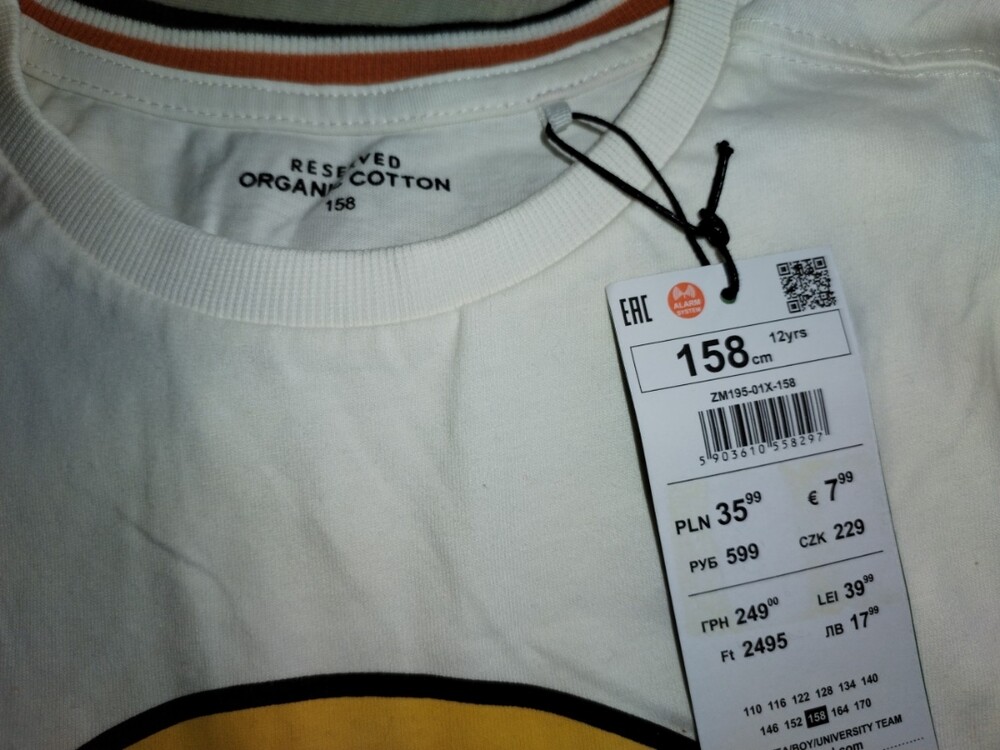 RESERVED
ORGANIC COTTON
158
EAC
ALARM
SYSTEM
158 cm 12yrs
ZM195-01X-158
5 903610 558297
PLN 35 99 € 7 99
РУБ 599 CZK 229
ГРН 249 00 LEI 39 99
Ft 2495 ЛВ 17 99
110 116 122 128 134 140
146 152 158 164 170
/BOY/UNIVERSITY TEAM
.com